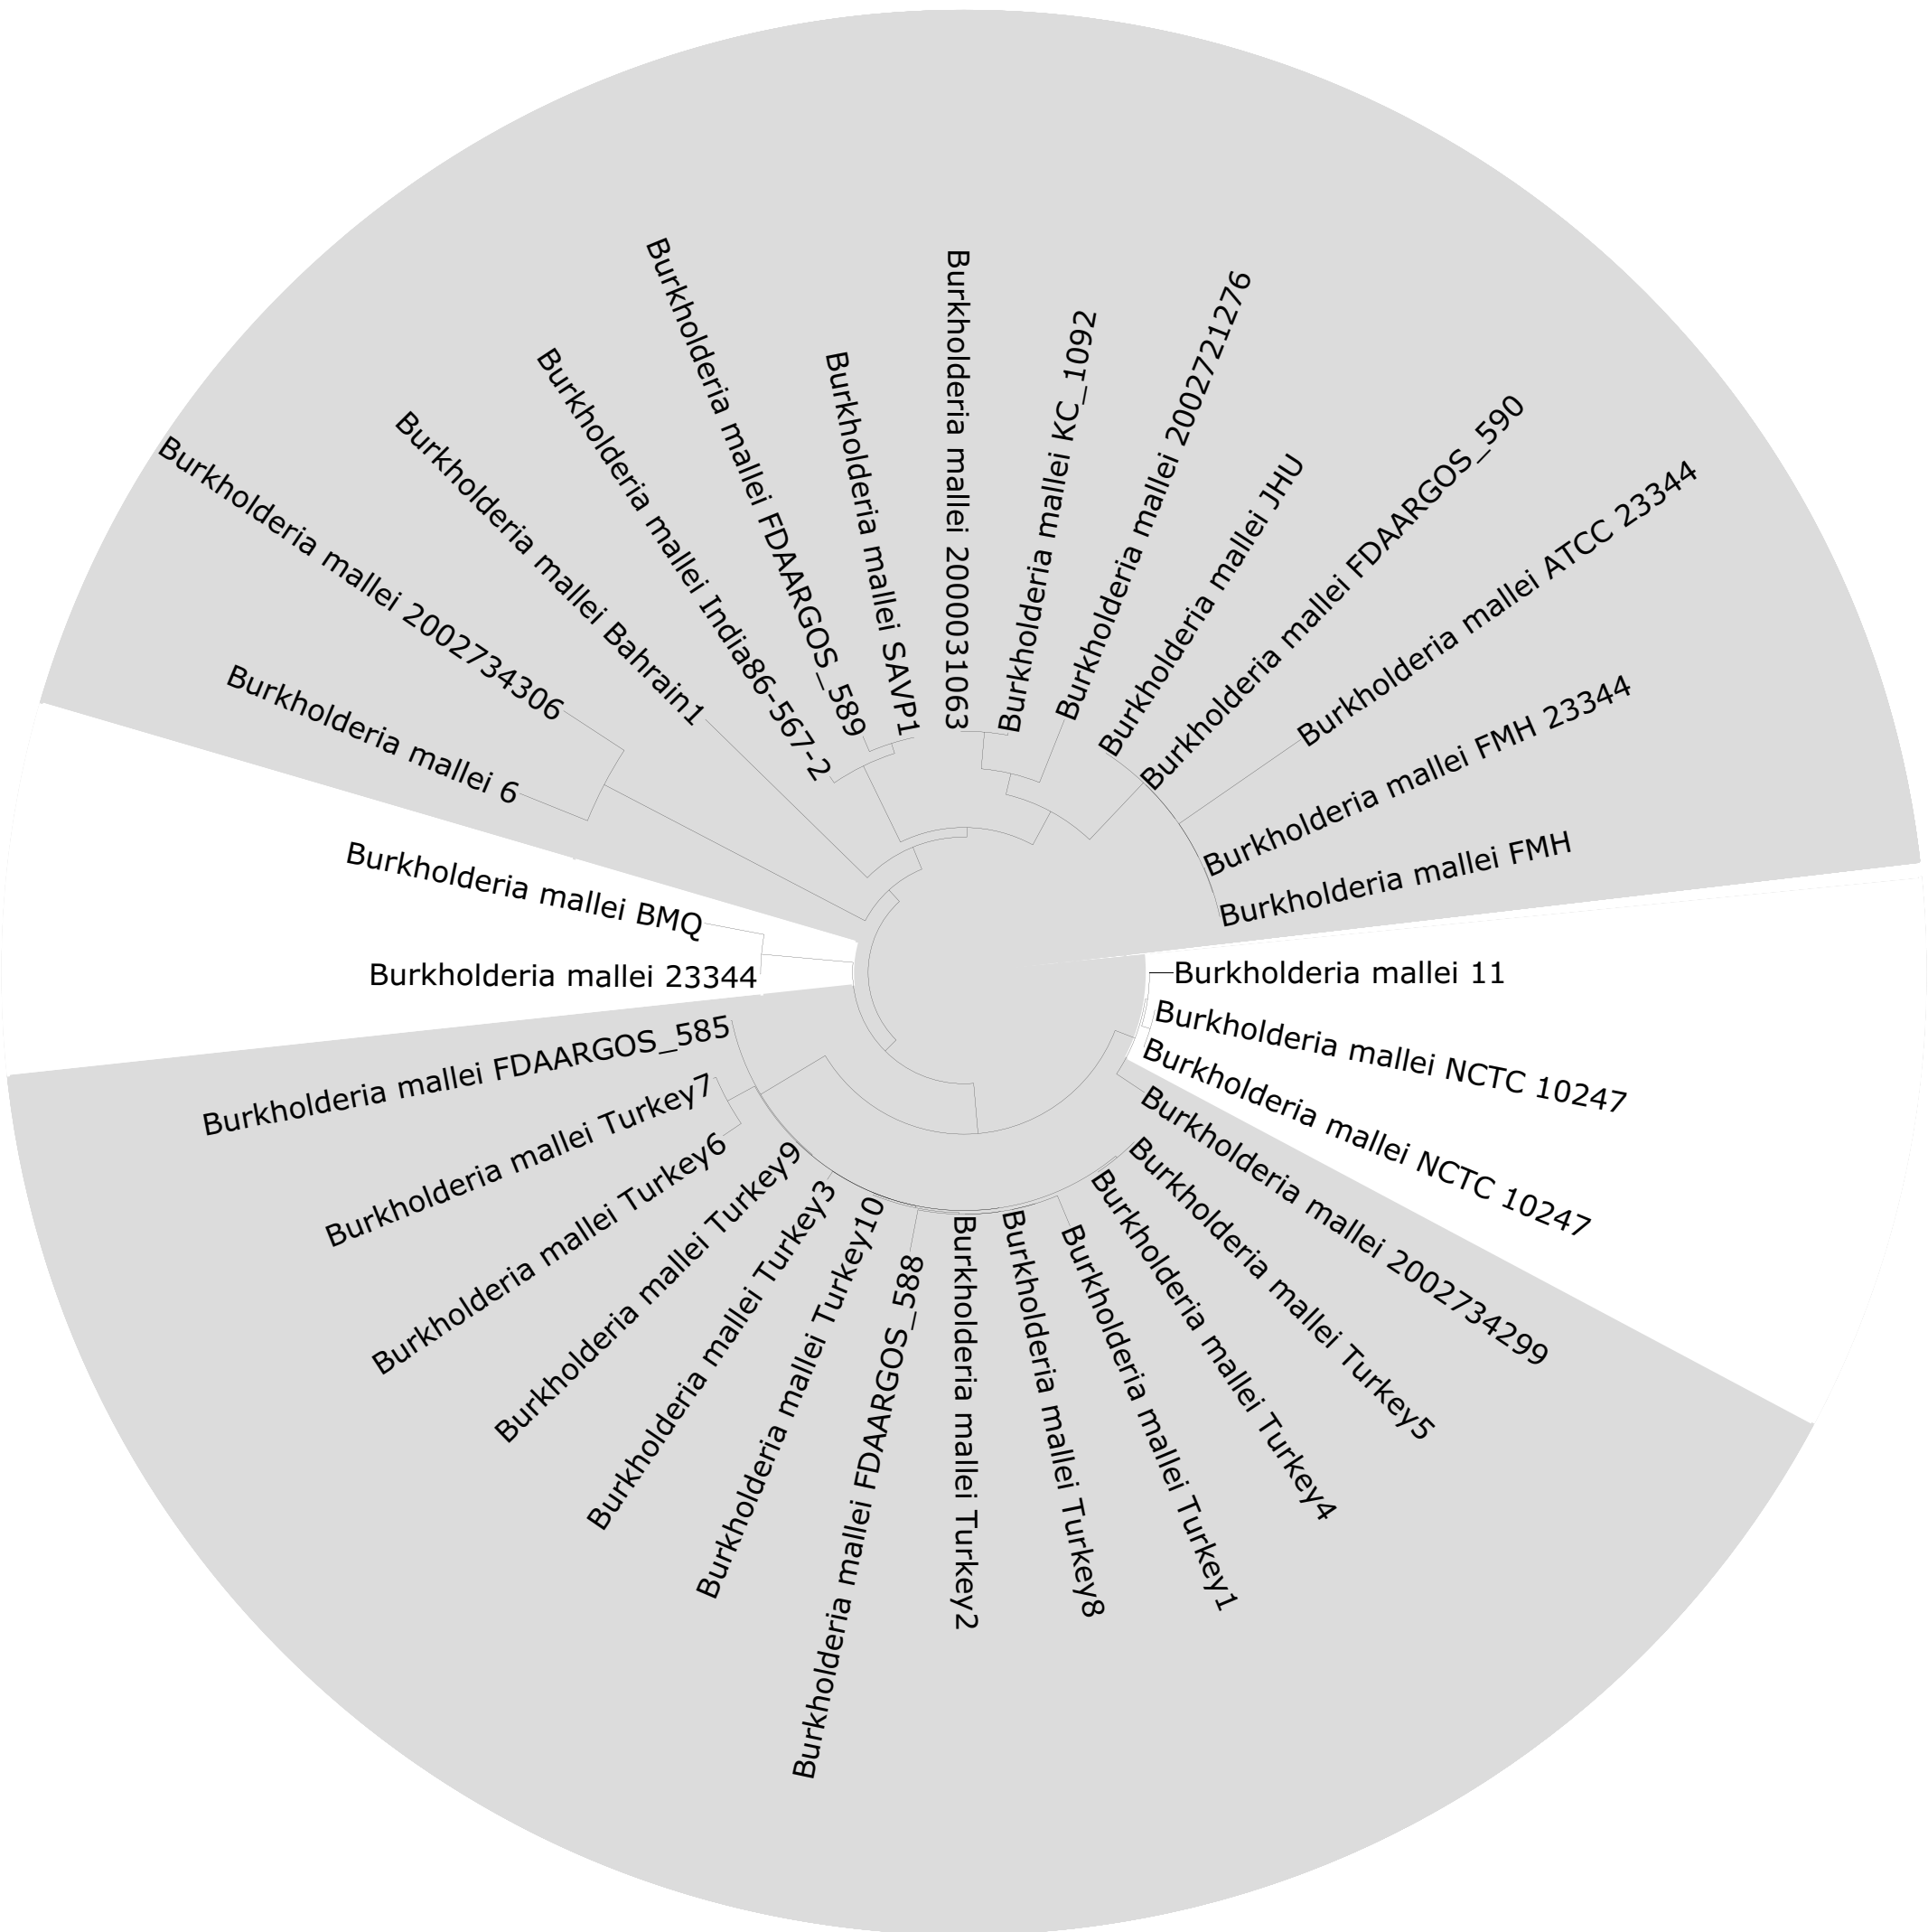 Burkholderia mallei 2000031063
Burkholderia mallei KC_1092
Burkholderia mallei 2002721276
Burkholderia mallei JHU
Burkholderia mallei FDAARGOS_590
Burkholderia mallei ATCC 23344
Burkholderia mallei FMH 23344
Burkholderia mallei FMH
Burkholderia mallei 11
Burkholderia mallei NCTC 10247
Burkholderia mallei NCTC 10247
Burkholderia mallei 2002734299
Burkholderia mallei Turkey5
Burkholderia mallei Turkey4
Burkholderia mallei Turkey1
Burkholderia mallei Turkey8
Burkholderia mallei Turkey2
Burkholderia mallei FDAARGOS_588
Burkholderia mallei Turkey10
Burkholderia mallei Turkey3
Burkholderia mallei Turkey9
Burkholderia mallei Turkey6
Burkholderia mallei Turkey7
Burkholderia mallei FDAARGOS_585
Burkholderia mallei 23344
Burkholderia mallei BMQ
Burkholderia mallei 6
Burkholderia mallei 2002734306
Burkholderia mallei Bahrain1
Burkholderia mallei India86-567-2
Burkholderia mallei FDAARGOS_589
Burkholderia mallei SAVP1